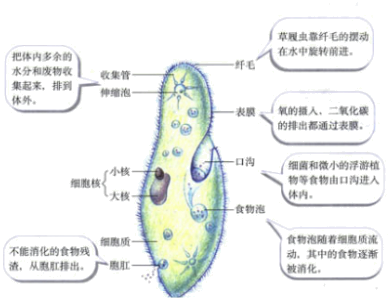 草履虫靠纤毛的摆动
在水中旋转前进。
把体内多余的
水分和废物收
集起来，排到
体外。
纤毛
收集管
伸缩泡
表膜
氧的摄入、二氧化碳
的排出都通过表膜。
口沟
细菌和微小的浮游植
物等食物由口沟进入
体内。
小核
细胞核
大核
食物泡
细胞质
食物泡随着细胞质流
动，其中的食物逐渐
被消化。
不能消化的食物残
渣，从胞肛排出。
胞肛